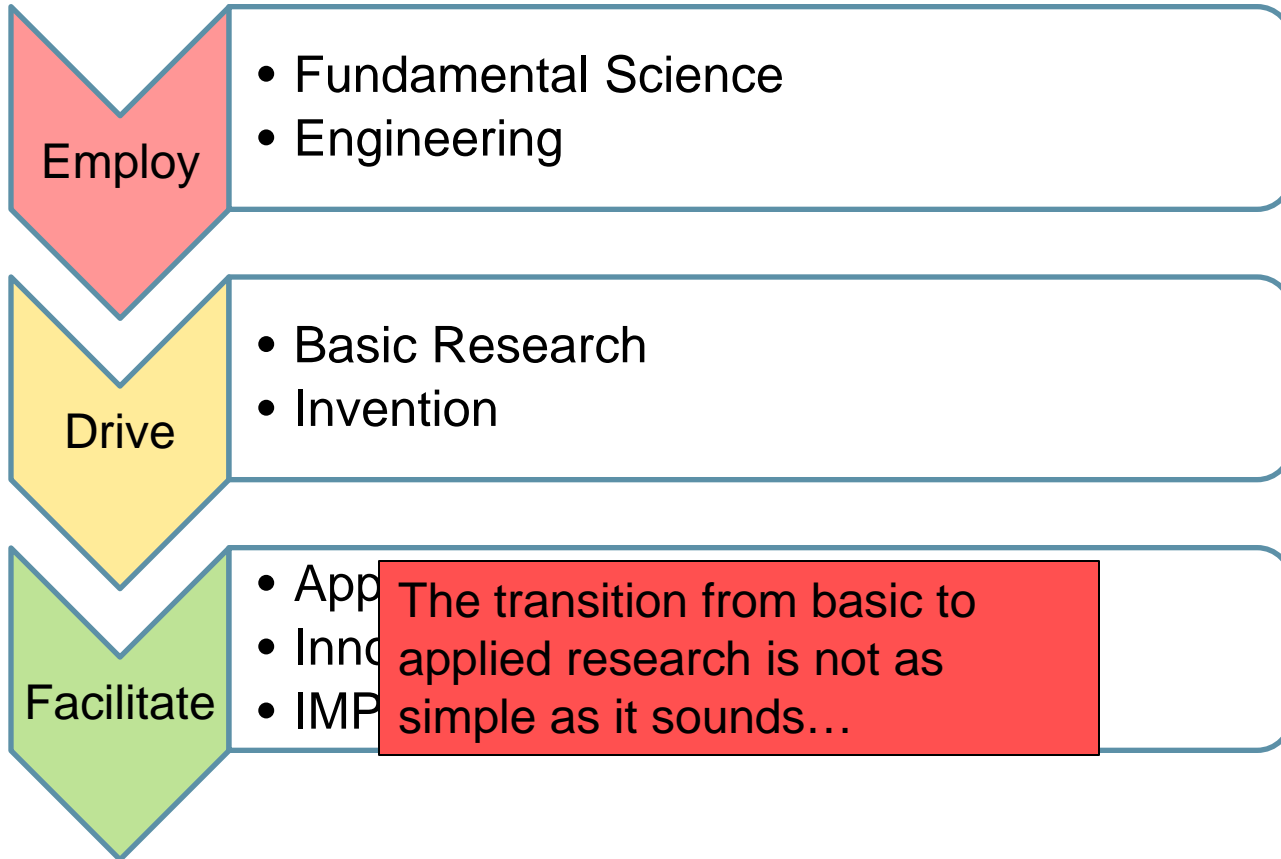 Employ
• Fundamental Science
• Engineering
Drive
• Basic Research
• Invention
Facilitate
• App
• Inno
• IMP
The transition from basic to
applied research is not as
simple as it sounds…